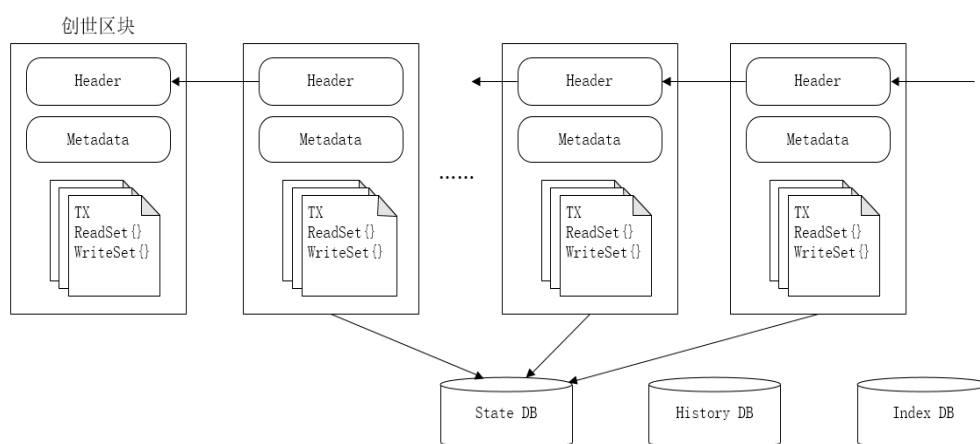 创世区块
Header
Header
Header
Header
Metadata
Metadata
Metadata
Metadata
……
TX
ReadSet{}
WriteSet{}
TX
ReadSet{}
WriteSet{}
TX
ReadSet{}
WriteSet{}
TX
ReadSet{}
WriteSet{}
State DB
History DB
Index DB